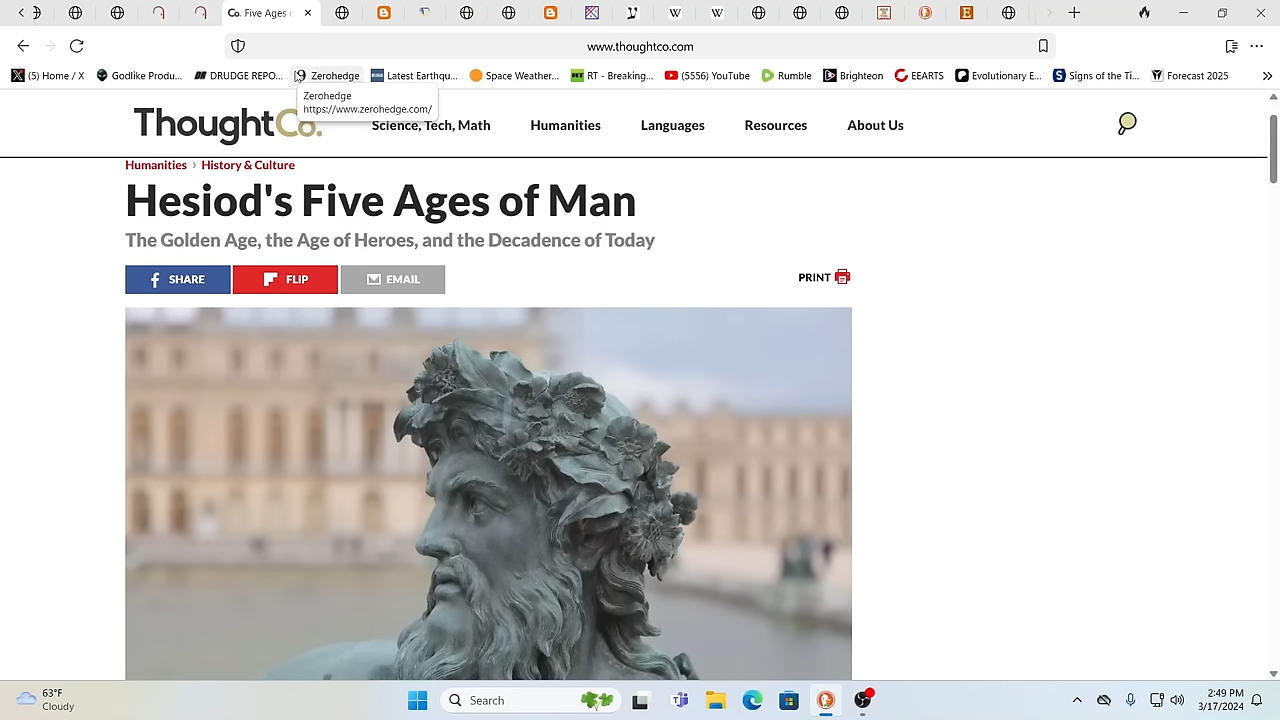 Co. Five Ages o
www.thoughtco.com
(5) Home / X
Godlike Produ...
DRUDGE REPO...
Zerohedge
Latest Earthqu...
Space Weather...
RT - Breaking...
(5556) YouTube
Rumble
Brighteon
EEARTS
Evolutionary E...
Signs of the Ti...
Forecast 2025
Zerohedge
https://www.zerohedge.com/
ThoughtCo.
Science, Tech, Math
Humanities
Languages
Resources
About Us
Humanities › History & Culture
Hesiod's Five Ages of Man
The Golden Age, the Age of Heroes, and the Decadence of Today
SHARE
FLIP
EMAIL
PRINT
63°F
Cloudy
Search
2:49 PM
3/17/2024